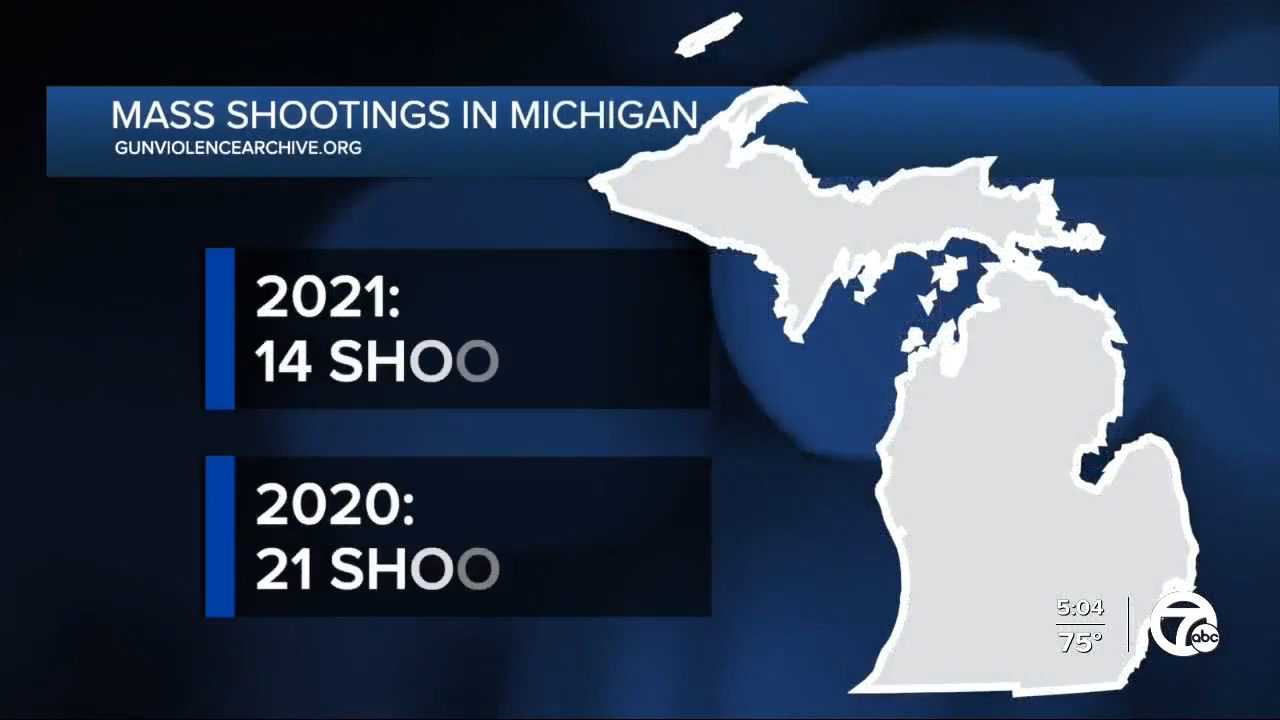 MASS SHOOTINGS IN MICHIGAN
GUNVIOLENCEARCHIVE.ORG
2021:
14 SHOO
2020:
21 SHOO
5:04
75°
7 abc